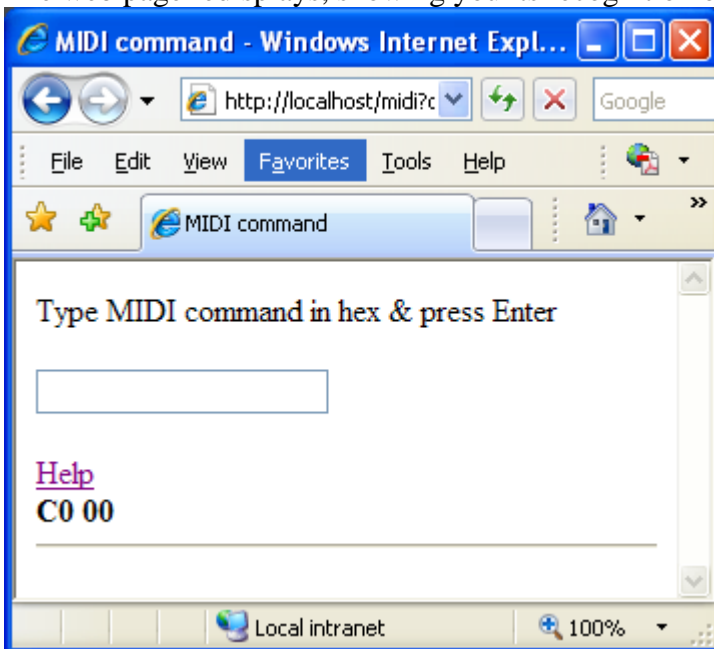 MIDI command - Windows Internet Expl...
http://localhost/midi?c
Google
File Edit View Favorites Tools Help
MIDI command
»
Type MIDI command in hex & press Enter
Help
C0 00
Local intranet
100%